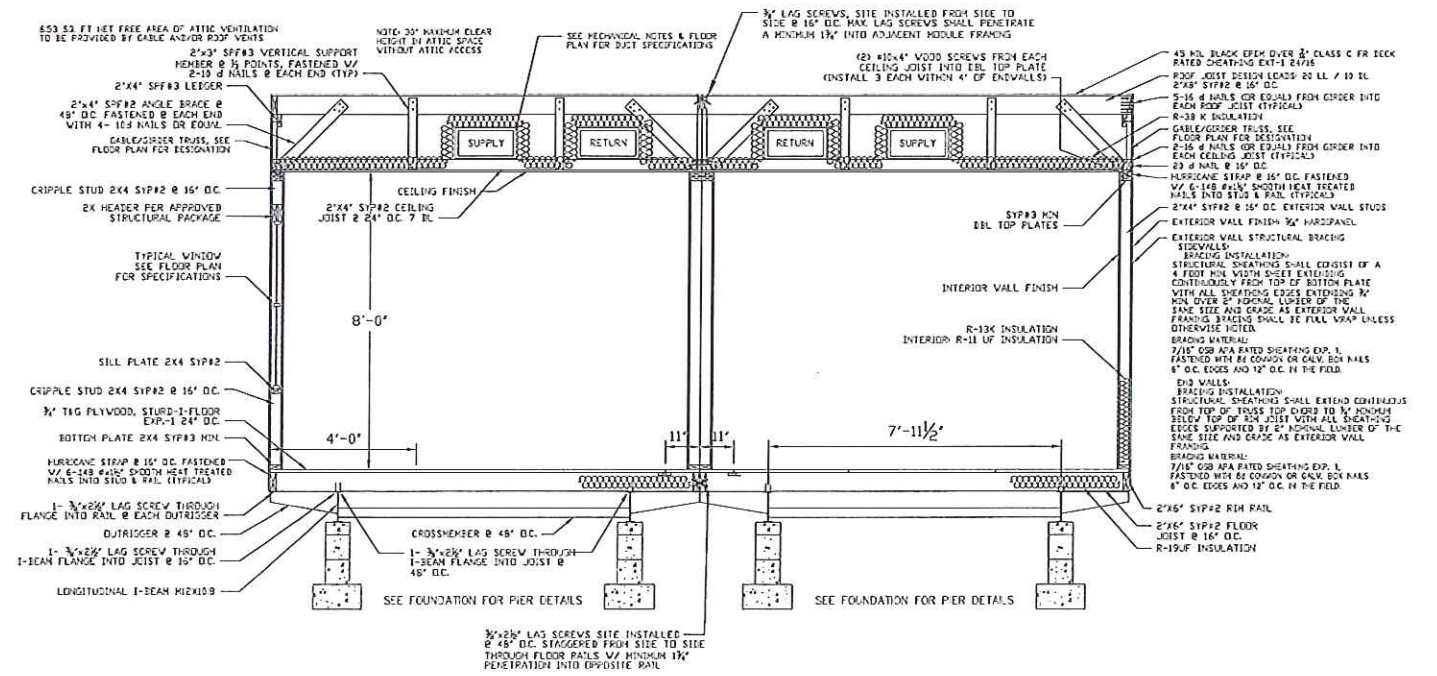 6.53 SQ. FT NET FREE AREA OF ATTIC VENTILATION
TO BE PROVIDED BY GABLE AND/OR ROOF VENTS
2"x3" SPF#3 VERTICAL SUPPORT
MEMBER @ ⅓ POINTS, FASTENED W/
2-10 d NAILS @ EACH END (TYP)
2"X4" SPF#3 LEDGER
2"x4" SPF#2 ANGLE BRACE @
48" O.C. FASTENED @ EACH END
WITH 4- 10d NAILS OR EQUAL
GABLE/GIRDER TRUSS, SEE
FLOOR PLAN FOR DESIGNATION
CRIPPLE STUD 2X4 SYP#2 @ 16" O.C.
2X HEADER PER APPROVED
STRUCTURAL PACKAGE
TYPICAL WINDOW
SEE FLOOR PLAN
FOR SPECIFICATIONS
SILL PLATE 2X4 SYP#2
CRIPPLE STUD 2X4 SYP#2 @ 16" O.C.
¾" T&G PLYWOOD, STURD-I-FLOOR
EXP.-1 24" O.C.
BOTTOM PLATE 2X4 SYP#3 MIN.
HURRICANE STRAP @ 16" O.C. FASTENED
W/ 6-14B #x1½" SMOOTH HEAT TREATED
NAILS INTO STUD & RAIL (TYPICAL)
1- ⅜"x2½" LAG SCREW THROUGH
FLANGE INTO RAIL @ EACH OUTRIGGER
OUTRIGGER @ 48" O.C.
1- ⅜"x2½" LAG SCREW THROUGH
I-BEAM FLANGE INTO JOIST @ 16" O.C.
LONGITUDINAL I-BEAM M12X10.9
NOTE: 30" MAXIMUM CLEAR
HEIGHT IN ATTIC SPACE
WITHOUT ATTIC ACCESS
SEE MECHANICAL NOTES & FLOOR
PLAN FOR DUCT SPECIFICATIONS
⅜" LAG SCREWS, SITE INSTALLED FROM SIDE TO
SIDE @ 16" O.C. MAX. LAG SCREWS SHALL PENETRATE
A MINIMUM 1¾" INTO ADJACENT MODULE FRAMING
(2) #10x4" WOOD SCREWS FROM EACH
CEILING JOIST INTO DBL TOP PLATE
(INSTALL 3 EACH WITHIN 4' OF ENDWALLS)
SUPPLY
RETURN
RETURN
SUPPLY
CEILING FINISH
2"X4" SYP#2 CEILING
JOIST @ 24" O.C. 7 DL
8'-0"
SYP#3 MIN
DBL TOP PLATES
INTERIOR WALL FINISH
R-13K INSULATION
INTERIOR: R-11 UF INSULATION
4'-0"
11"
11"
7'-11½"
CROSSMEMBER @ 48" O.C.
1- ⅜"x2½" LAG SCREW THROUGH
I-BEAM FLANGE INTO JOIST @
48" O.C.
SEE FOUNDATION FOR PIER DETAILS
SEE FOUNDATION FOR PIER DETAILS
⅜"x2½" LAG SCREWS SITE INSTALLED
@ 48" O.C. STAGGERED FROM SIDE TO SIDE
THROUGH FLOOR RAILS W/ MINIMUM 1¾"
PENETRATION INTO OPPOSITE RAIL
45 MIL BLACK EPDM OVER CLASS C FR DECK
RATED SHEATHING EXT-1 24/16
ROOF JOIST DESIGN LOADS: 20 LL / 10 DL
2"X8" SYP#2 @ 16" O.C.
5-16 d NAILS (OR EQUAL) FROM GIRDER INTO
EACH ROOF JOIST (TYPICAL)
R-38 K INSULATION
GABLE/GIRDER TRUSS, SEE
FLOOR PLAN FOR DESIGNATION
2-16 d NAILS (OR EQUAL) FROM GIRDER INTO
EACH CEILING JOIST (TYPICAL)
20 d NAIL @ 16" O.C.
HURRICANE STRAP @ 16" O.C. FASTENED
W/ 6-14B #x1½" SMOOTH HEAT TREATED
NAILS INTO STUD & RAIL (TYPICAL)
2"X4" SYP#2 @ 16" O.C. EXTERIOR WALL STUDS
EXTERIOR WALL FINISH: HARDIPANEL
EXTERIOR WALL STRUCTURAL BRACING
SIDEWALLS:
BRACING INSTALLATION:
STRUCTURAL SHEATHING SHALL CONSIST OF A
4 FOOT MIN. WIDTH SHEET EXTENDING
CONTINUOUSLY FROM TOP OF BOTTOM PLATE
WITH ALL SHEATHING EDGES EXTENDING ¾"
MIN. OVER 2" NOMINAL LUMBER OF THE
SAME SIZE AND GRADE AS EXTERIOR WALL
FRAMING. BRACING SHALL BE FULL WRAP UNLESS
OTHERWISE NOTED.
BRACING MATERIAL:
7/16" OSB APA RATED SHEATHING EXP. 1,
FASTENED WITH 8d COMMON OR GALV. BOX NAILS
6" O.C. EDGES AND 12" O.C. IN THE FIELD.
END WALLS:
BRACING INSTALLATION:
STRUCTURAL SHEATHING SHALL EXTEND CONTINUOUS
FROM TOP OF TRUSS TOP CHORD TO ¾" MINIMUM
BELOW TOP OF RIM JOIST WITH ALL SHEATHING
EDGES SUPPORTED BY 2" NOMINAL LUMBER OF THE
SAME SIZE AND GRADE AS EXTERIOR WALL
FRAMING.
BRACING MATERIAL:
7/16" OSB APA RATED SHEATHING EXP. 1,
FASTENED WITH 8d COMMON OR GALV. BOX NAILS
6" O.C. EDGES AND 12" O.C. IN THE FIELD.
2"X6" SYP#2 RIM RAIL
2"X6" SYP#2 FLOOR
JOIST @ 16" O.C.
R-19UF INSULATION